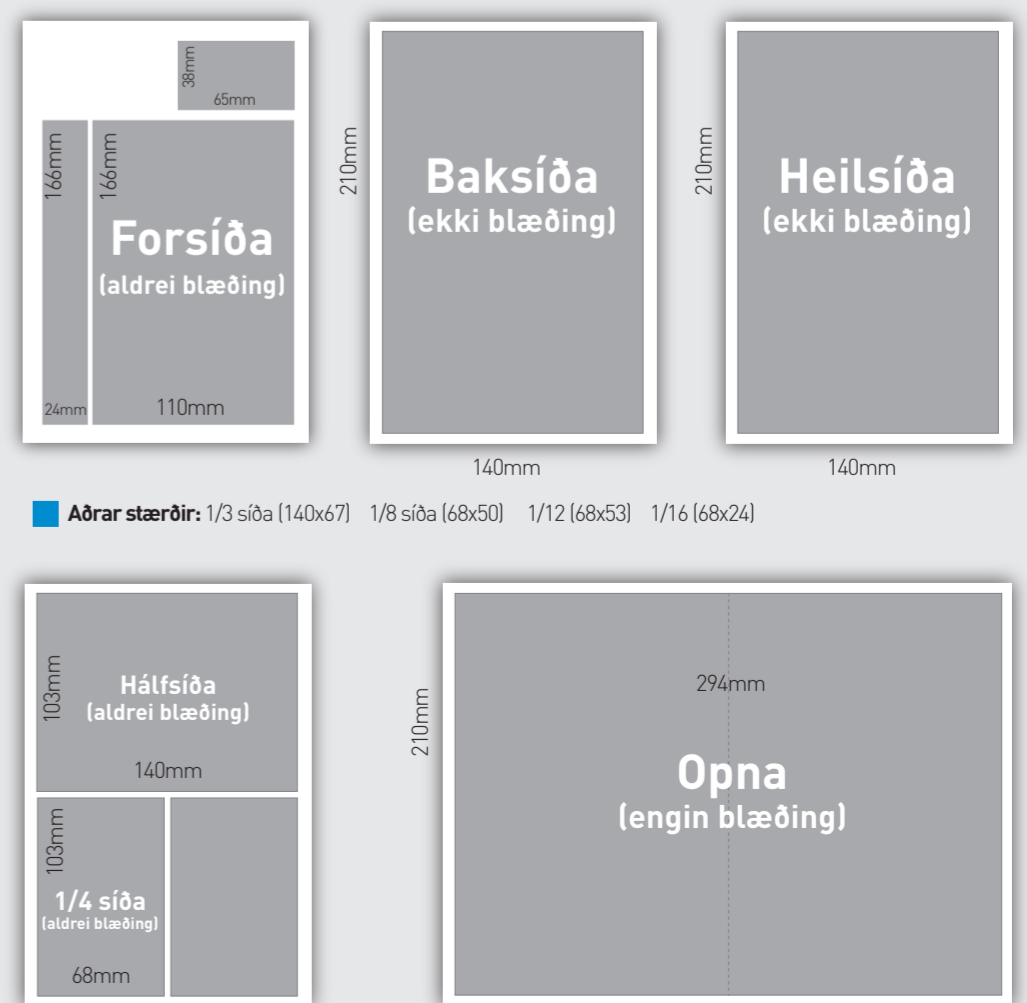 38mm
65mm
166mm
166mm
Forsíða
(aldrei blæðing)
24mm
110mm
210mm
Baksíða
(ekki blæðing)
140mm
210mm
Heilsíða
(ekki blæðing)
140mm
Aðrar stærðir: 1/3 síða (140x67) 1/8 síða (68x50) 1/12 (68x53) 1/16 (68x24)
103mm
Hálfsíða
(aldrei blæðing)
140mm
103mm
1/4 síða
(aldrei blæðing)
68mm
210mm
294mm
Opna
(engin blæðing)